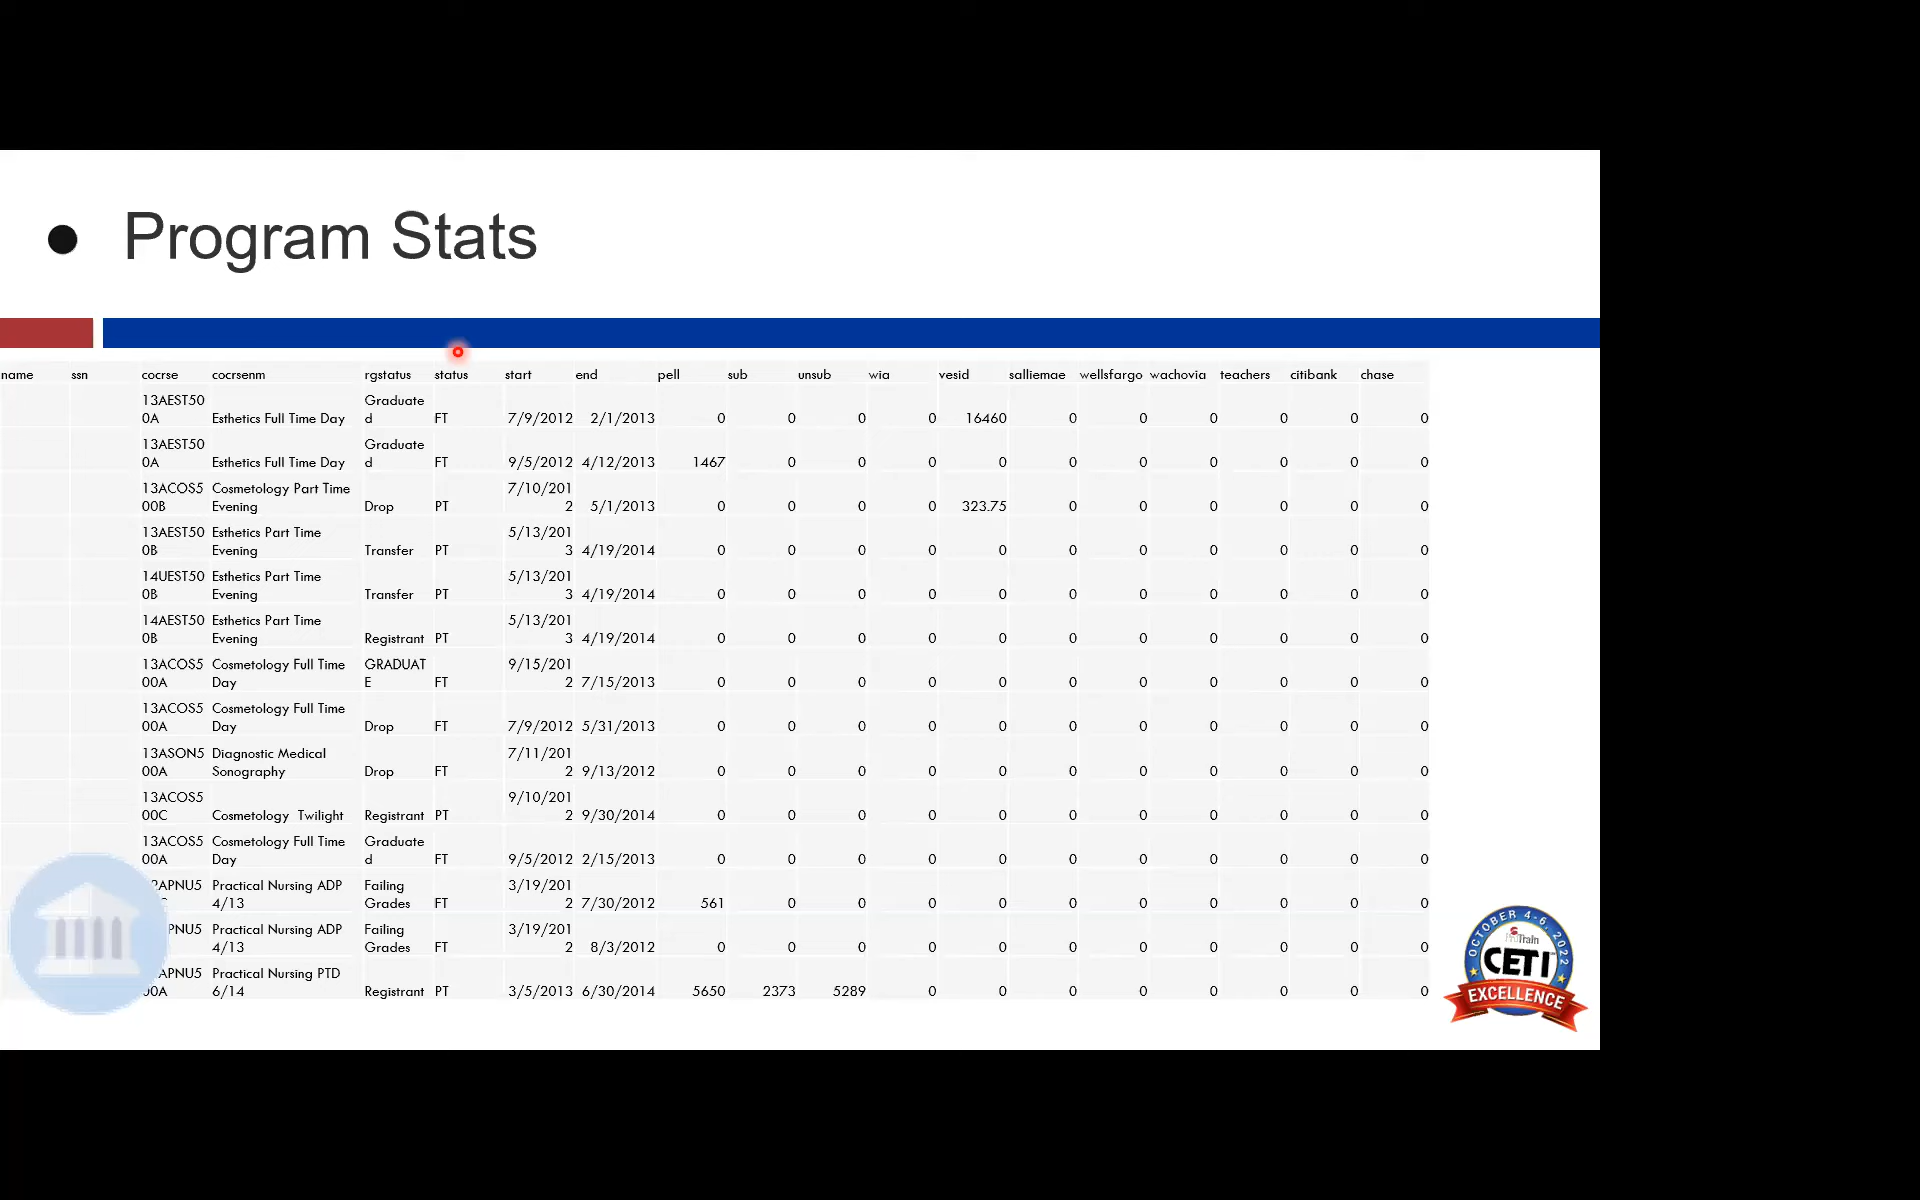 ● Program Stats
name ssn cocrse cocrsenm rgstatus status start end pell sub unsub wia vesid salliemae wellsfargo wachovia teachers citibank chase
13AEST50 Graduate
0A Esthetics Full Time Day d FT 7/9/2012 2/1/2013 0 0 0 0 16460 0 0 0 0 0 0
13AEST50 Graduate
0A Esthetics Full Time Day d FT 9/5/2012 4/12/2013 1467 0 0 0 0 0 0 0 0 0 0
13ACOS5 Cosmetology Part Time 7/10/201
00B Evening Drop PT 2 5/1/2013 0 0 0 0 323.75 0 0 0 0 0 0
13AEST50 Esthetics Part Time 5/13/201
0B Evening Transfer PT 3 4/19/2014 0 0 0 0 0 0 0 0 0 0 0
14UEST50 Esthetics Part Time 5/13/201
0B Evening Transfer PT 3 4/19/2014 0 0 0 0 0 0 0 0 0 0 0
14AEST50 Esthetics Part Time 5/13/201
0B Evening Registrant PT 3 4/19/2014 0 0 0 0 0 0 0 0 0 0 0
13ACOS5 Cosmetology Full Time GRADUAT 9/15/201
00A Day E FT 2 7/15/2013 0 0 0 0 0 0 0 0 0 0 0
13ACOS5 Cosmetology Full Time
00A Day Drop FT 7/9/2012 5/31/2013 0 0 0 0 0 0 0 0 0 0 0
13ASON5 Diagnostic Medical 7/11/201
00A Sonography Drop FT 2 9/13/2012 0 0 0 0 0 0 0 0 0 0 0
13ACOS5 9/10/201
00C Cosmetology Twilight Registrant PT 2 9/30/2014 0 0 0 0 0 0 0 0 0 0 0
13ACOS5 Cosmetology Full Time Graduate
00A Day d FT 9/5/2012 2/15/2013 0 0 0 0 0 0 0 0 0 0 0
Practical Nursing ADP Failing 3/19/201
4/13 Grades FT 2 7/30/2012 561 0 0 0 0 0 0 0 0 0 0
Practical Nursing ADP Failing 3/19/201
4/13 Grades FT 2 8/3/2012 0 0 0 0 0 0 0 0 0 0 0
Practical Nursing PTD
6/14 Registrant PT 3/5/2013 6/30/2014 5650 2373 5289 0 0 0 0 0 0 0 0
OCTOBER 4-6, 2022
ProTrain
CETI
EXCELLENCE